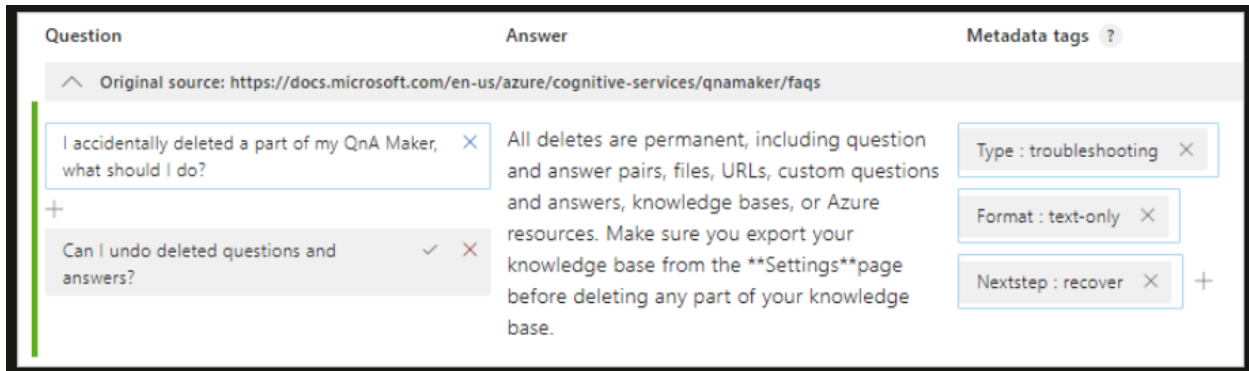 Question Answer Metadata tags ?
Original source: https://docs.microsoft.com/en-us/azure/cognitive-services/qnamaker/faqs
I accidentally deleted a part of my QnA Maker,
what should I do?
Can I undo deleted questions and
answers?
All deletes are permanent, including question
and answer pairs, files, URLs, custom questions
and answers, knowledge bases, or Azure
resources. Make sure you export your
knowledge base from the **Settings**page
before deleting any part of your knowledge
base.
Type : troubleshooting
Format : text-only
Nextstep : recover